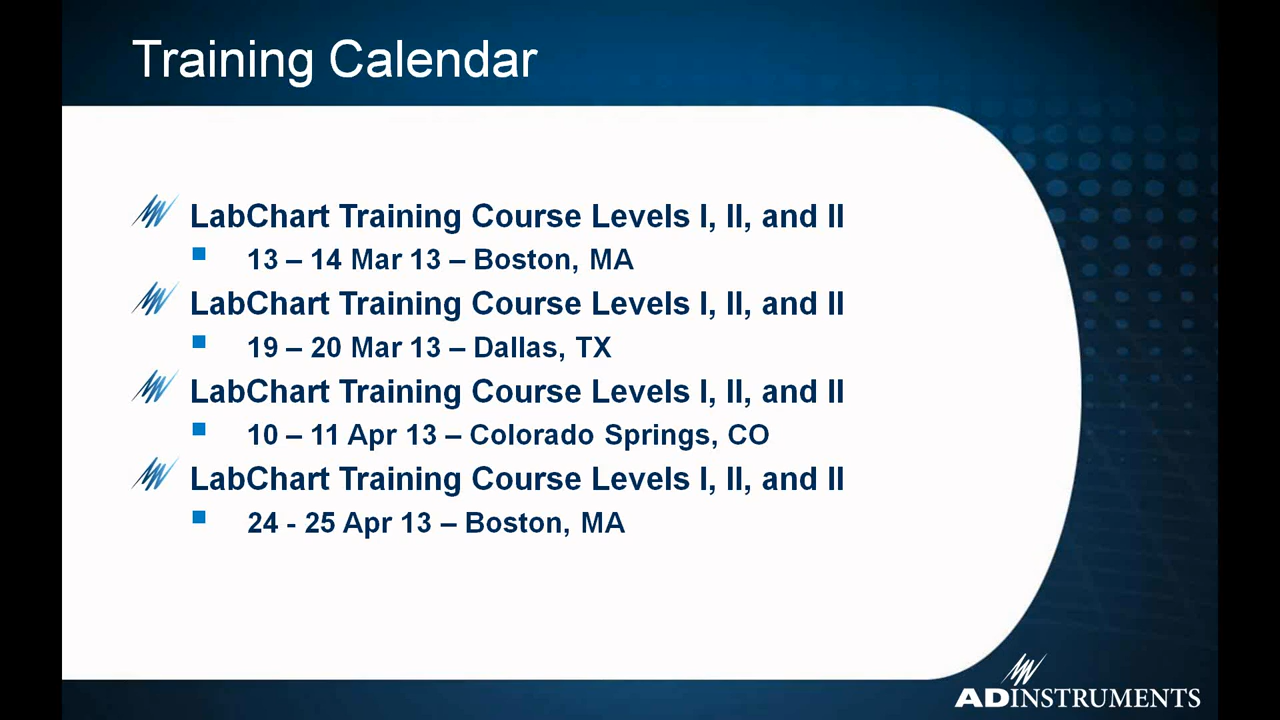 Training Calendar
LabChart Training Course Levels I, II, and II
13 – 14 Mar 13 – Boston, MA
LabChart Training Course Levels I, II, and II
19 – 20 Mar 13 – Dallas, TX
LabChart Training Course Levels I, II, and II
10 – 11 Apr 13 – Colorado Springs, CO
LabChart Training Course Levels I, II, and II
24 - 25 Apr 13 – Boston, MA
ADINSTRUMENTS